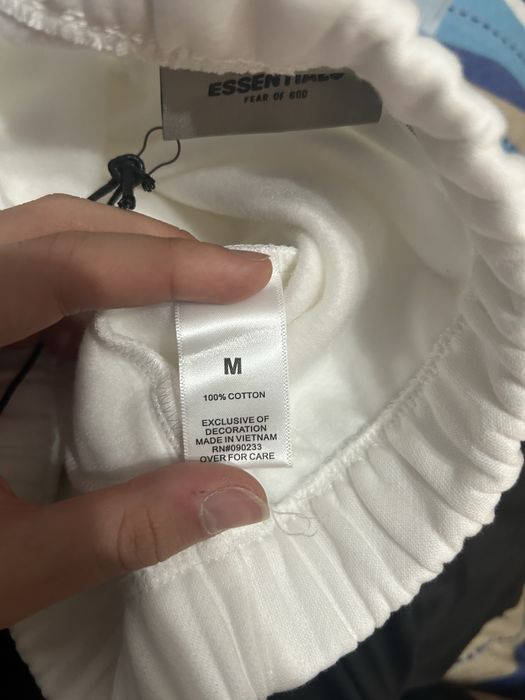 ESSENTIALS
FEAR OF GOD
M
100% COTTON
EXCLUSIVE OF
DECORATION
MADE IN VIETNAM
RN#090233
OVER FOR CARE